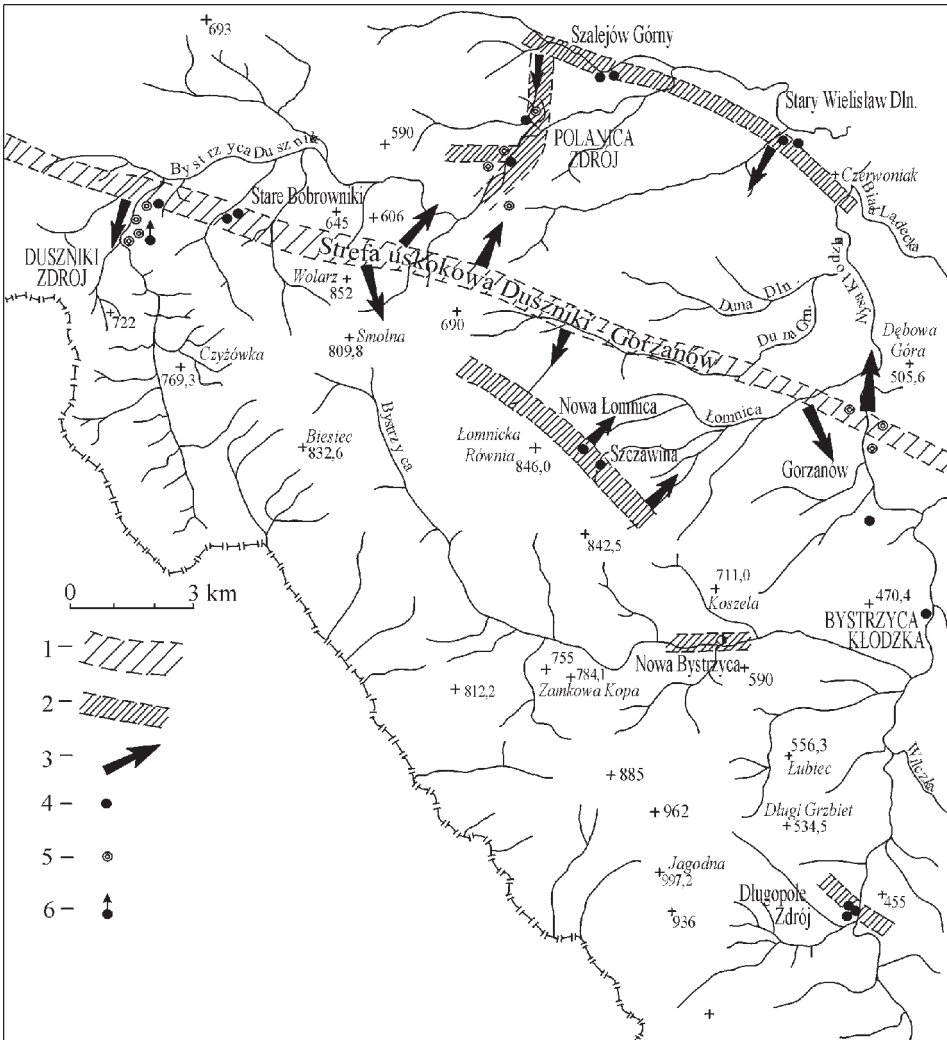 693
Szalejów Górny
Stary Wielisław Dln.
590
POLANICA
ZDRÓJ
Bystrzyca Dusznik
Czerwoniak
Biała Lądecka
Stare Bobrowniki
645
606
DUSZNIKI
ZDROJ
Strefa uskokowa Duszniki - Gorzanów
Wolarz
852
Duna Dln.
Duna Grn.
722
690
Dębowa
Góra
505,6
Smolna
809,8
Czyżówka
769,3
Nowa Łomnica
Łomnica
Bystrzyca
Biesiec
832,6
Łomnicka
Równia
846,0
Szczawina
Gorzanów
842,5
711,0
Koszela
470,4
BYSTRZYCA
KŁODZKA
0 3 km
1
Nowa Bystrzyca
590
755
784,1
Zamkowa Kopa
812,2
2
3
556,3
Łubiec
885
Wilczka
4
962
Długi Grzbiet
534,5
5
Jagodna
997,2
Długopole
Zdrój
455
6
936